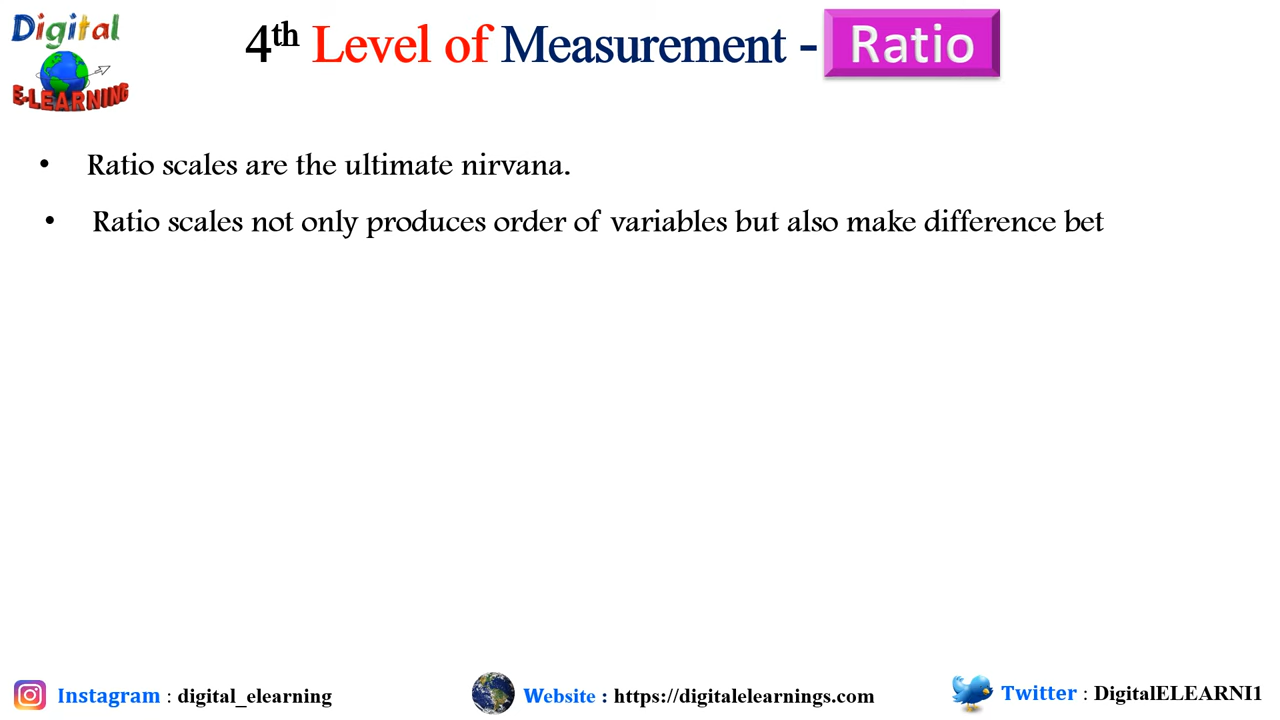 Digital
E-LEARNING
4th Level of Measurement - Ratio
• Ratio scales are the ultimate nirvana.
• Ratio scales not only produces order of variables but also make difference bet
Instagram : digital_elearning
Website : https://digitalelearnings.com
Twitter : DigitalELEARNI1